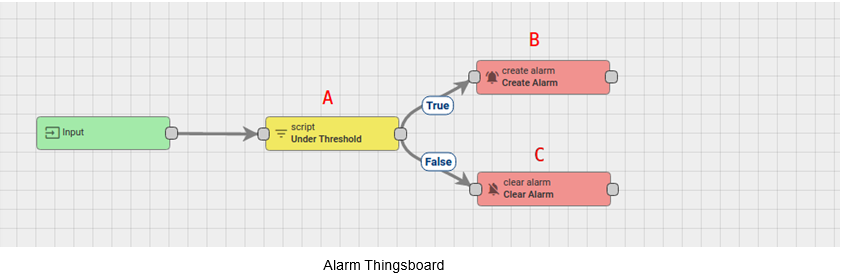 B
create alarm
Create Alarm
A
True
Input
script
Under Threshold
False
C
clear alarm
Clear Alarm
Alarm Thingsboard